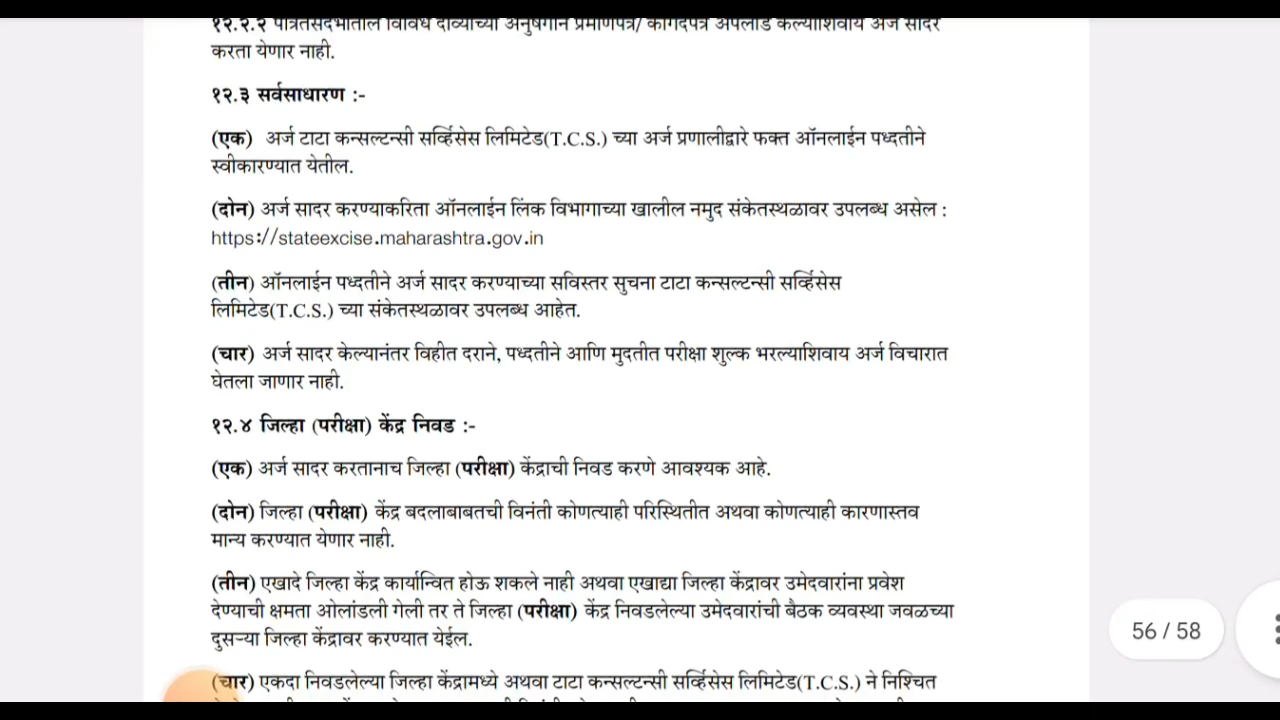 १२.२.२ पात्रतेसंदर्भातील विविध दाव्यांच्या अनुषंगाने प्रमाणपत्रे/ कागदपत्रे अपलोड केल्याशिवाय अर्ज सादर
करता येणार नाही.
१२.३ सर्वसाधारण :-
(एक) अर्ज टाटा कन्सल्टन्सी सर्व्हिसेस लिमिटेड(T.C.S.) च्या अर्ज प्रणालीद्वारे फक्त ऑनलाईन पध्दतीने
स्वीकारण्यात येतील.
(दोन) अर्ज सादर करण्याकरिता ऑनलाईन लिंक विभागाच्या खालील नमुद संकेतस्थळावर उपलब्ध असेल :
https://stateexcise.maharashtra.gov.in
(तीन) ऑनलाईन पध्दतीने अर्ज सादर करण्याच्या सविस्तर सुचना टाटा कन्सल्टन्सी सर्व्हिसेस
लिमिटेड(T.C.S.) च्या संकेतस्थळावर उपलब्ध आहेत.
(चार) अर्ज सादर केल्यानंतर विहीत दराने, पध्दतीने आणि मुदतीत परीक्षा शुल्क भरल्याशिवाय अर्ज विचारात
घेतला जाणार नाही.
१२.४ जिल्हा (परीक्षा) केंद्र निवड :-
(एक) अर्ज सादर करतानाच जिल्हा (परीक्षा) केंद्राची निवड करणे आवश्यक आहे.
(दोन) जिल्हा (परीक्षा) केंद्र बदलाबाबतची विनंती कोणत्याही परिस्थितीत अथवा कोणत्याही कारणास्तव
मान्य करण्यात येणार नाही.
(तीन) एखादे जिल्हा केंद्र कार्यान्वित होऊ शकले नाही अथवा एखाद्या जिल्हा केंद्रावर उमेदवारांना प्रवेश
देण्याची क्षमता ओलांडली गेली तर ते जिल्हा (परीक्षा) केंद्र निवडलेल्या उमेदवारांची बैठक व्यवस्था जवळच्या
दुसऱ्या जिल्हा केंद्रावर करण्यात येईल.
56 / 58
(चार) एकदा निवडलेल्या जिल्हा केंद्रामध्ये अथवा टाटा कन्सल्टन्सी सर्व्हिसेस लिमिटेड(T.C.S.) ने निश्चित